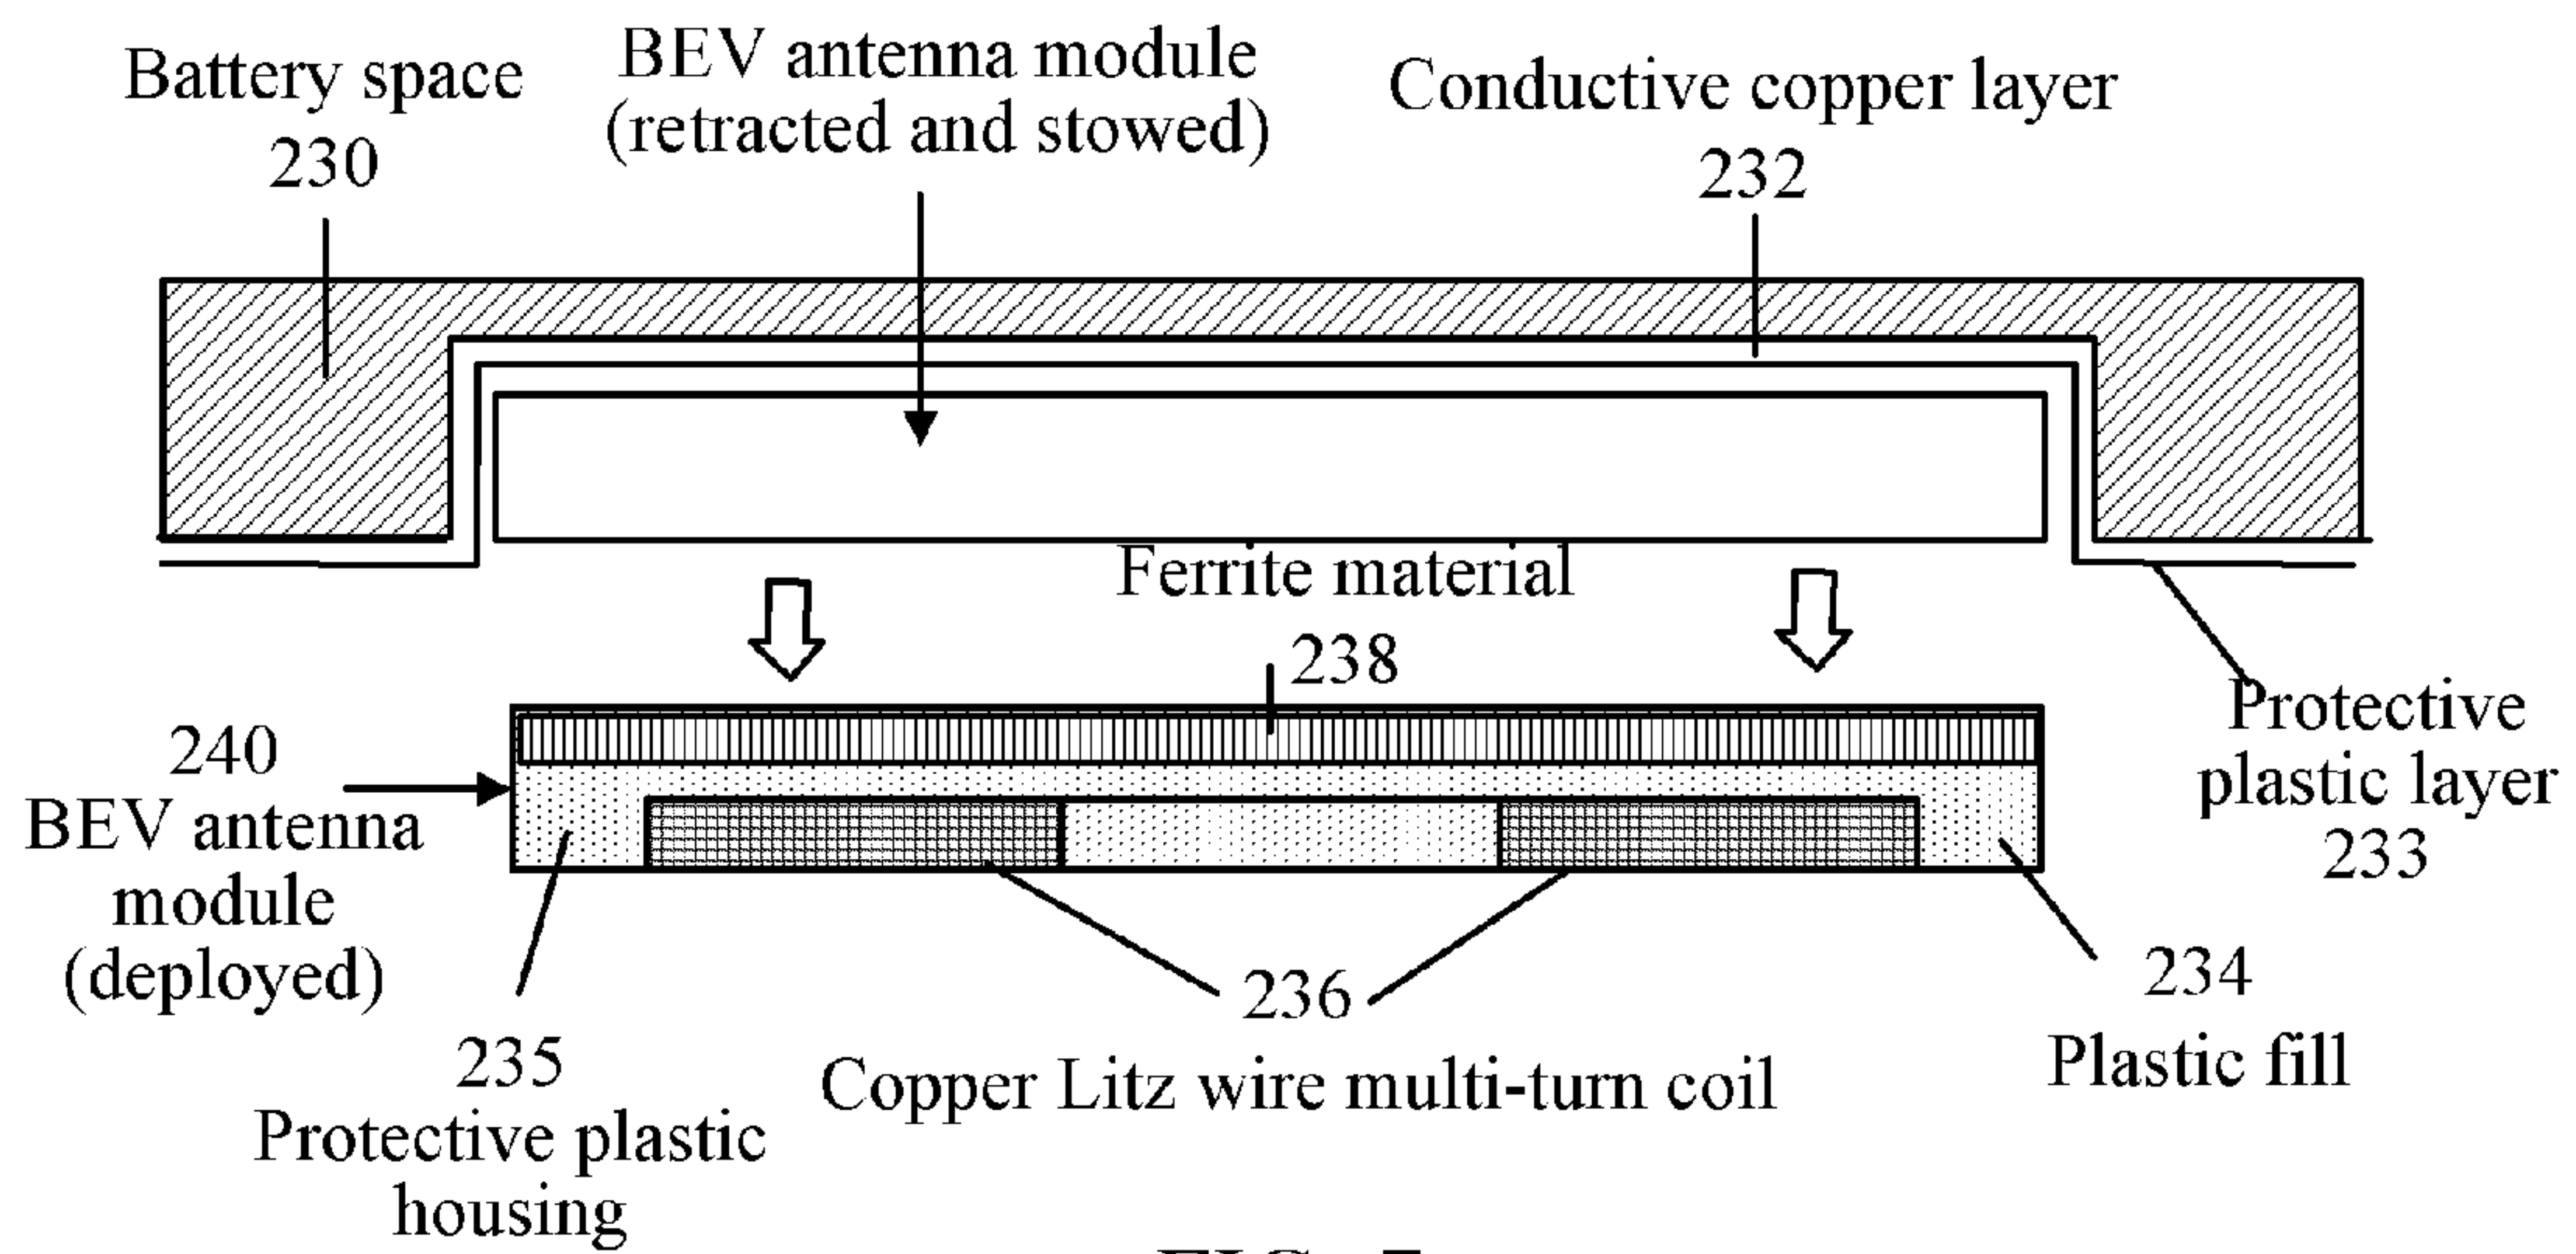 Battery space
230
BEV antenna module
(retracted and stowed)
Conductive copper layer
232
Ferrite material
238
240
BEV antenna
module
(deployed)
Protective
plastic layer
233
235
Protective plastic
housing
236
Copper Litz wire multi-turn coil
234
Plastic fill